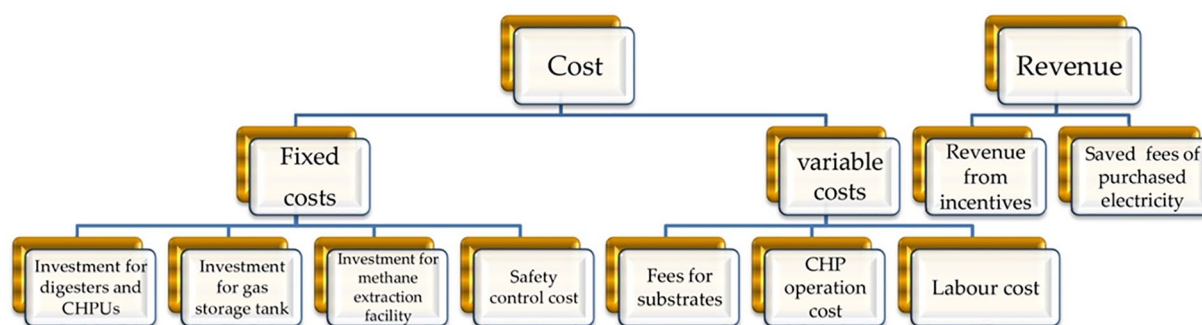 Cost
Revenue
Fixed
costs
variable
costs
Revenue
from
incentives
Saved fees of
purchased
electricity
Investment for
digesters and
CHPUs
Investment
for gas
storage tank
Investment for
methane
extraction
facility
Safety
control cost
Fees for
substrates
CHP
operation
cost
Labour cost